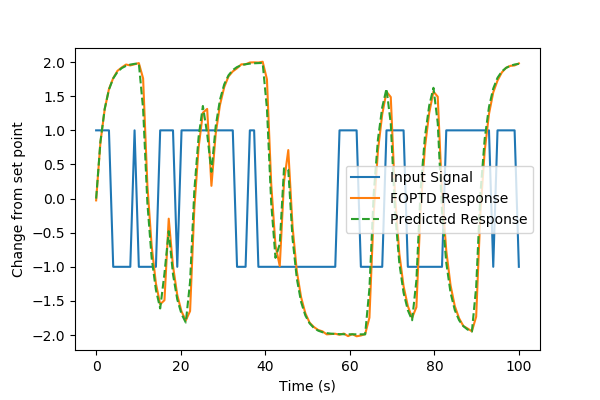 2.0
1.5
1.0
0.5
0.0
−0.5
−1.0
−1.5
−2.0
Change from set point
Input Signal
FOPTD Response
Predicted Response
0 20 40 60 80 100
Time (s)